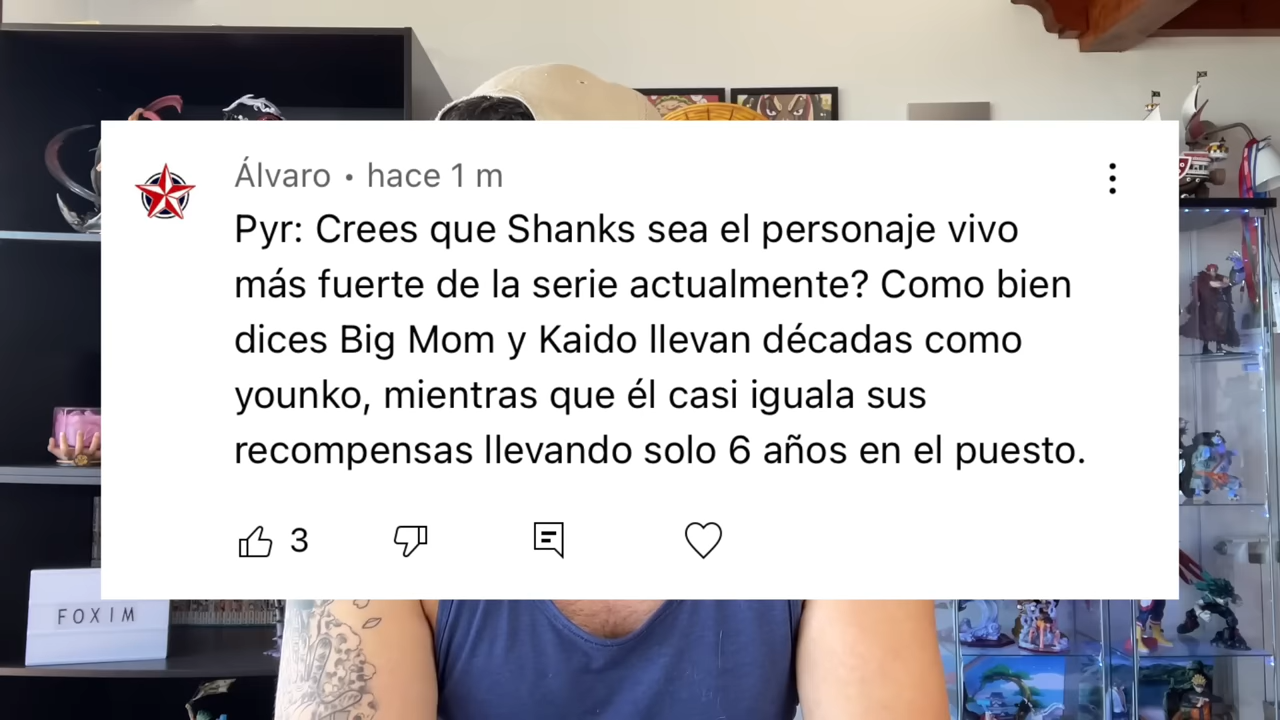 Álvaro • hace 1 m
Pyr: Crees que Shanks sea el personaje vivo
más fuerte de la serie actualmente? Como bien
dices Big Mom y Kaido llevan décadas como
younko, mientras que él casi iguala sus
recompensas llevando solo 6 años en el puesto.
3
FOXIM